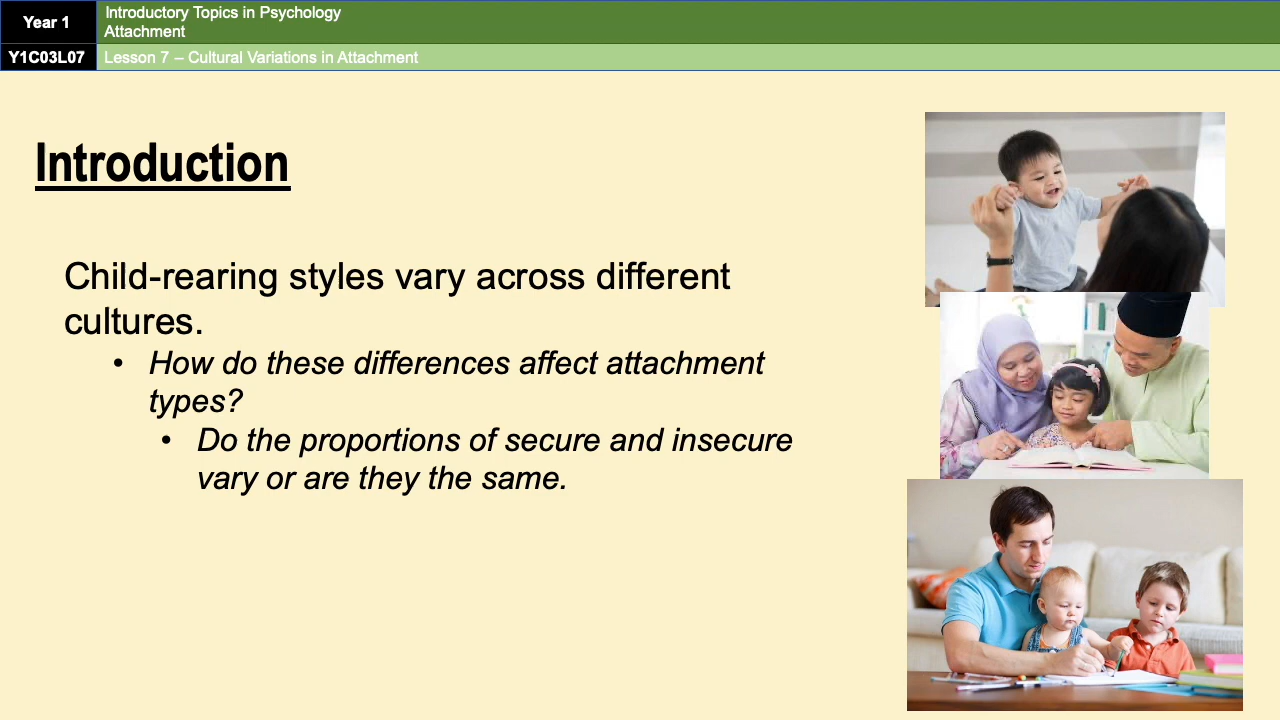 Year 1
Introductory Topics in Psychology
Attachment
Y1C03L07
Lesson 7 – Cultural Variations in Attachment
Introduction
Child-rearing styles vary across different
cultures.
• How do these differences affect attachment
types?
• Do the proportions of secure and insecure
vary or are they the same.